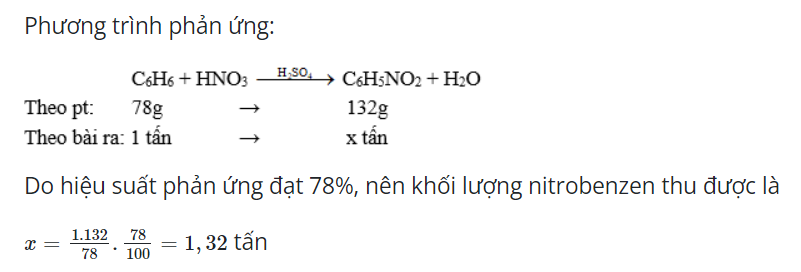 Phương trình phản ứng:
C₆H₆ + HNO₃ —H₂SO₄→ C₆H₅NO₂ + H₂O
Theo pt: 78g → 132g
Theo bài ra: 1 tấn → x tấn
Do hiệu suất phản ứng đạt 78%, nên khối lượng nitrobenzen thu được là
x = \frac{1.132}{78} . \frac{78}{100} = 1,32 tấn